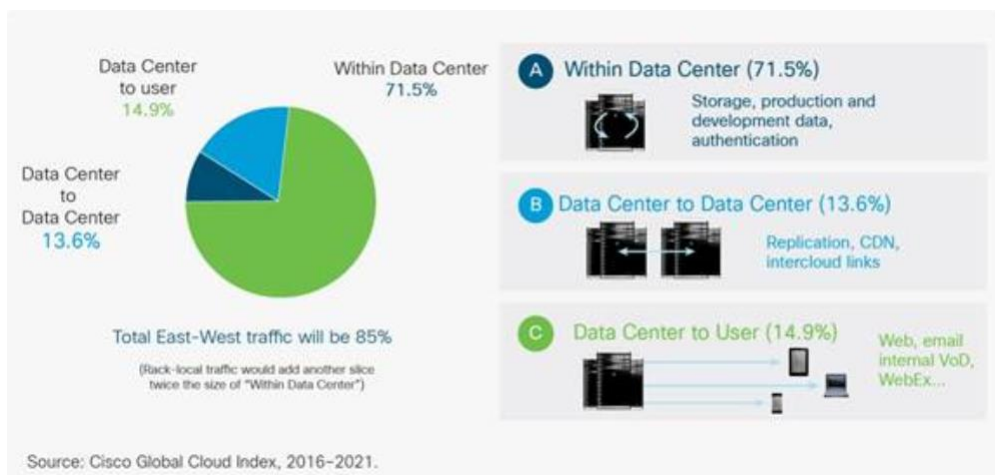 Data Center
to user
14.9%
Within Data Center
71.5%
Data Center
to
Data Center
13.6%
Total East-West traffic will be 85%
(Rack-local traffic would add another slice
twice the size of "Within Data Center")
A Within Data Center (71.5%)
Storage, production and
development data,
authentication
B Data Center to Data Center (13.6%)
Replication, CDN,
intercloud links
C Data Center to User (14.9%)
Web, email
internal VoD,
WebEx...
Source: Cisco Global Cloud Index, 2016–2021.